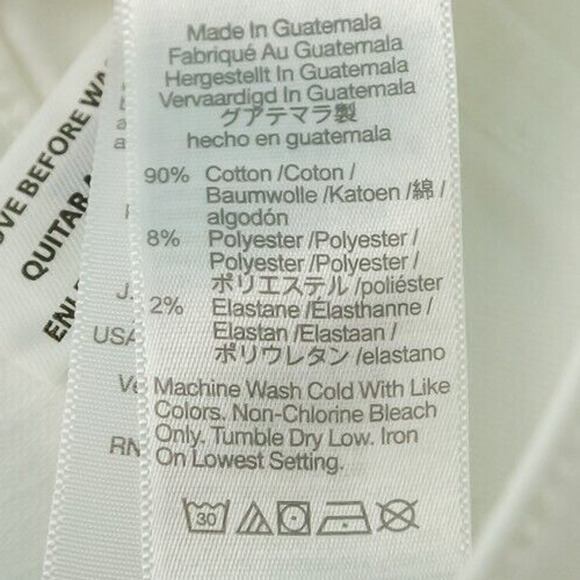 Made In Guatemala
Fabriqué Au Guatemala
Hergestellt In Guatemala
Vervaardigd In Guatemala
グアテマラ製
hecho en guatemala
90% Cotton /Coton /
Baumwolle /Katoen /綿 /
algodón
8% Polyester /Polyester /
Polyester /Polyester /
ポリエステル /poliéster
2% Elastane /Élasthanne /
Elastan /Elastaan /
ポリウレタン /elastano
Machine Wash Cold With Like
Colors. Non-Chlorine Bleach
Only. Tumble Dry Low. Iron
On Lowest Setting.
30
BEFORE
QUITAR
USA
RN